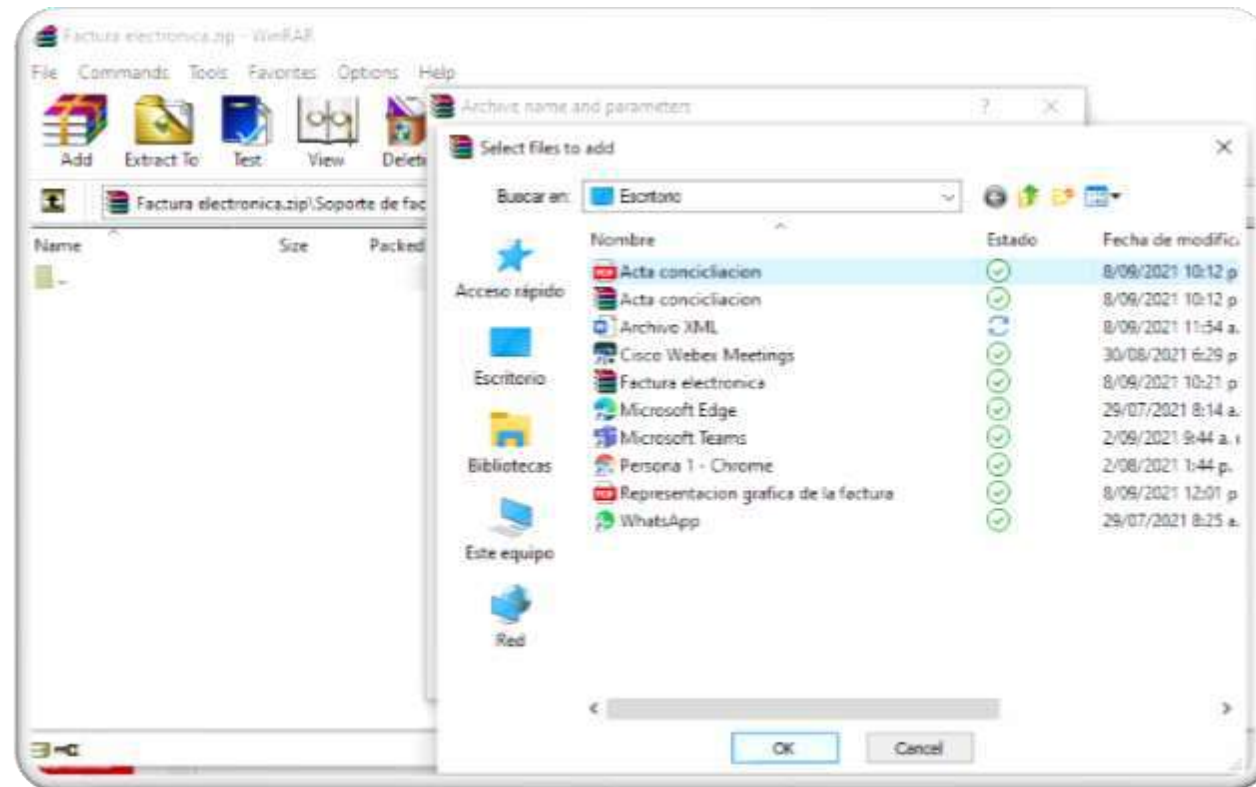 Factura electronica.zip - WinRAR
File Commands Tools Favorites Options Help
Add Extract To Test View Delet
Factura electronica.zip\Soporte de fac
Name Size Packed
..
Archive name and parameters ? ×
Select files to add
Buscar en: Escritorio
Acceso rápido
Escritorio
Bibliotecas
Este equipo
Red
Nombre Estado Fecha de modific
Acta concicliacion 8/09/2021 10:12 p
Acta concicliacion 8/09/2021 10:12 p
Archivo XML 8/09/2021 11:54 a.
Cisco Webex Meetings 30/08/2021 6:29 p
Factura electronica 8/09/2021 10:21 p
Microsoft Edge 29/07/2021 8:14 a.
Microsoft Teams 2/09/2021 9:44 a.
Persona 1 - Chrome 2/08/2021 1:44 p.
Representacion grafica de la factura 8/09/2021 12:01 p
WhatsApp 29/07/2021 8:25 a.
OK Cancel